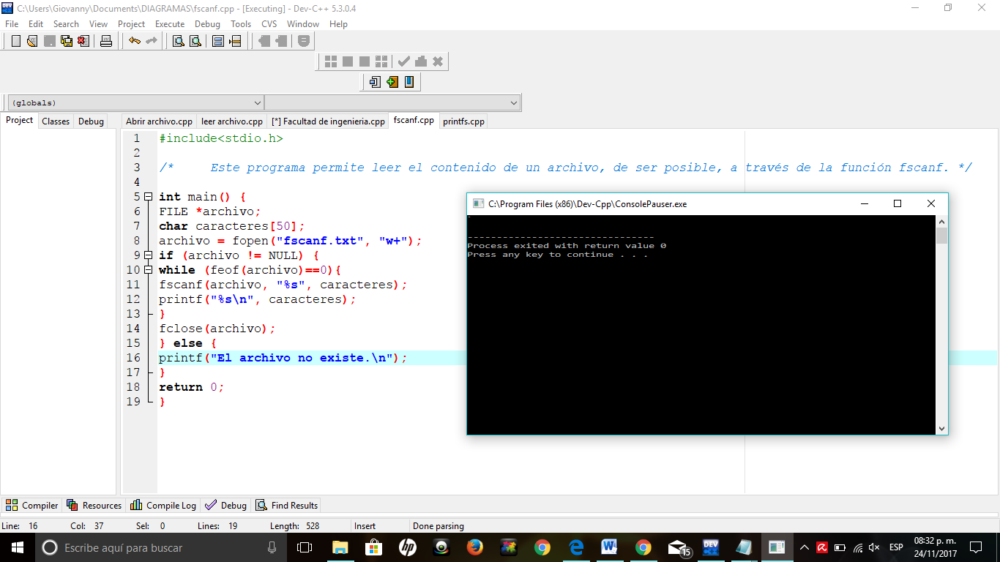 C:\Users\Giovanny\Documents\DIAGRAMAS\fscanf.cpp - [Executing] - Dev-C++ 5.3.0.4
File Edit Search View Project Execute Debug Tools CVS Window Help
(globals)
Project Classes Debug
Abrir archivo.cpp leer archivo.cpp [*] Facultad de ingenieria.cpp fscanf.cpp printfs.cpp
1 #include<stdio.h>
2
3 /* Este programa permite leer el contenido de un archivo, de ser posible, a través de la función fscanf. */
4
5 int main() {
6 FILE *archivo;
7 char caracteres[50];
8 archivo = fopen("fscanf.txt", "w+");
9 if (archivo != NULL) {
10 while (feof(archivo)==0){
11 fscanf(archivo, "%s", caracteres);
12 printf("%s\n", caracteres);
13 }
14 fclose(archivo);
15 } else {
16 printf("El archivo no existe.\n");
17 }
18 return 0;
19 }
C:\Program Files (x86)\Dev-Cpp\ConsolePauser.exe
--------------------------------
Process exited with return value 0
Press any key to continue . . .
Compiler Resources Compile Log Debug Find Results
Line: 16 Col: 37 Sel: 0 Lines: 19 Length: 528 Insert Done parsing
Escribe aquí para buscar
hp
W
15
DEV
ESP
08:32 p. m.
24/11/2017